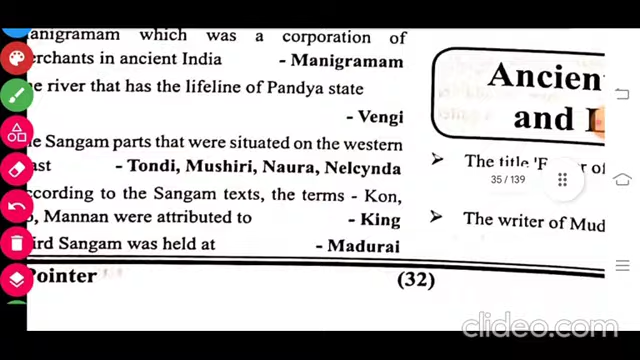 anigramam which was a corporation of
erchants in ancient India - Manigramam
e river that has the lifeline of Pandya state
- Vengi
e Sangam parts that were situated on the western
ast - Tondi, Mushiri, Naura, Nelcynda
ccording to the Sangam texts, the terms - Kon,
, Mannan were attributed to - King
ird Sangam was held at - Madurai
Pointer (32)
Ancien
and L
➤ The title 'F er of
35 / 139
➤ The writer of Mud
clideo.com